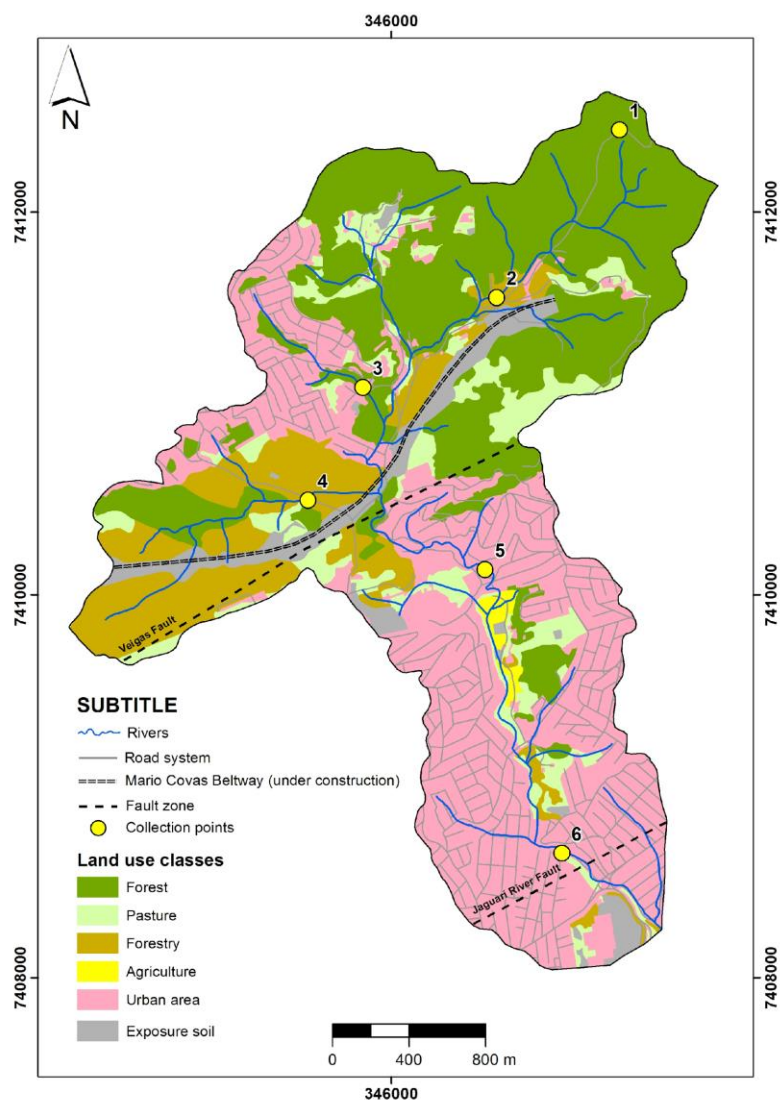 346000
N
1
7412000
7412000
2
3
4
5
7410000
7410000
Veigas Fault
SUBTITLE
Rivers
Road system
Mario Covas Beltway (under construction)
Fault zone
Collection points
6
Jaguari River Fault
Land use classes
Forest
Pasture
Forestry
Agriculture
Urban area
Exposure soil
7408000
7408000
0 400 800 m
346000